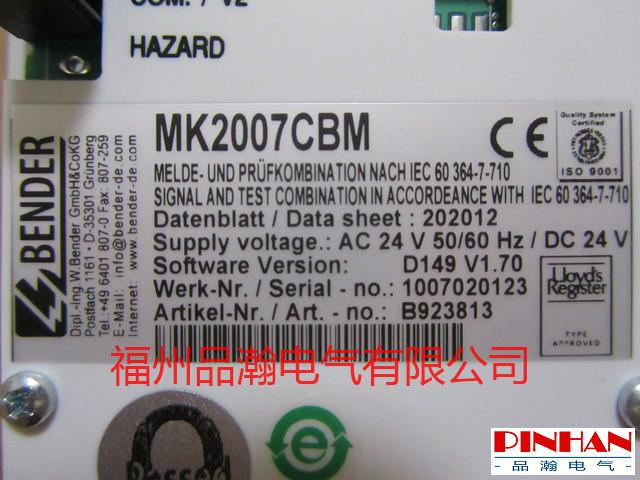 COM. / V2
HAZARD
BENDER
Dipl.-Ing. W. Bender GmbH&CoKG
Postfach 1161 • D-35301 Grünberg
Tel.:+49 6401 807-0 Fax: 807-259
E-Mail: info@bender-de.com
Internet: www.bender-de.com
MK2007CBM
CE
Quality System
Certified
ISO 9001
MELDE- UND PRÜFKOMBINATION NACH IEC 60 364-7-710
SIGNAL AND TEST COMBINATION IN ACCORDEANCE WITH IEC 60 364-7-710
Datenblatt / Data sheet : 202012
Supply voltage.: AC 24 V 50/60 Hz / DC 24 V
Software Version: D149 V1.70
Werk-Nr. / Serial - no.: 1007020123
Artikel-Nr./ Art. - no.: B923813
Lloyd's
Register
TYPE
APPROVED
福州品瀚电气有限公司
e
Passed
PINHAN
品瀚电气